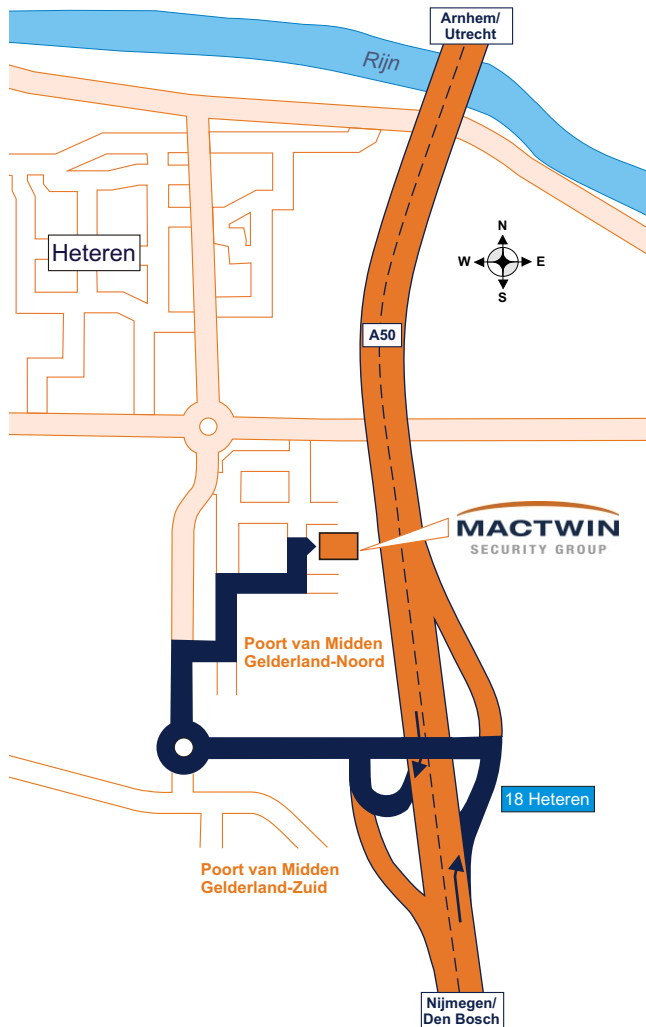 Arnhem/
Utrecht
Rijn
Heteren
N
W
E
S
A50
MACTWIN
SECURITY GROUP
Poort van Midden
Gelderland-Noord
18 Heteren
Poort van Midden
Gelderland-Zuid
Nijmegen/
Den Bosch